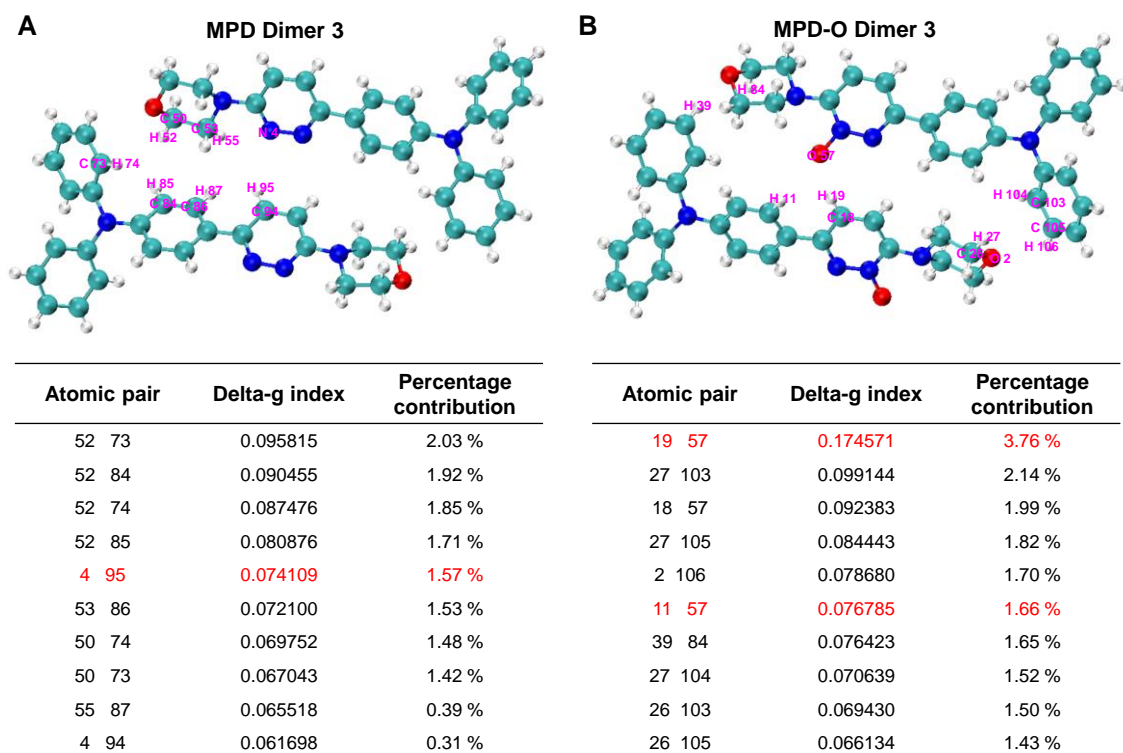 A
MPD Dimer 3
C 50
C 53
H 52
H 55
N 4
C 73 H 74
H 85
H 87
C 84
C 86
H 95
C 94
Atomic pair Delta-g index Percentage contribution
52 73 0.095815 2.03 %
52 84 0.090455 1.92 %
52 74 0.087476 1.85 %
52 85 0.080876 1.71 %
4 95 0.074109 1.57 %
53 86 0.072100 1.53 %
50 74 0.069752 1.48 %
50 73 0.067043 1.42 %
55 87 0.065518 0.39 %
4 94 0.061698 0.31 %
B
MPD-O Dimer 3
H 84
H 39
O 57
H 11
H 19
C 18
H 104
C 103
C 105
H 27
H 106
C 26
O 2
Atomic pair Delta-g index Percentage contribution
19 57 0.174571 3.76 %
27 103 0.099144 2.14 %
18 57 0.092383 1.99 %
27 105 0.084443 1.82 %
2 106 0.078680 1.70 %
11 57 0.076785 1.66 %
39 84 0.076423 1.65 %
27 104 0.070639 1.52 %
26 103 0.069430 1.50 %
26 105 0.066134 1.43 %